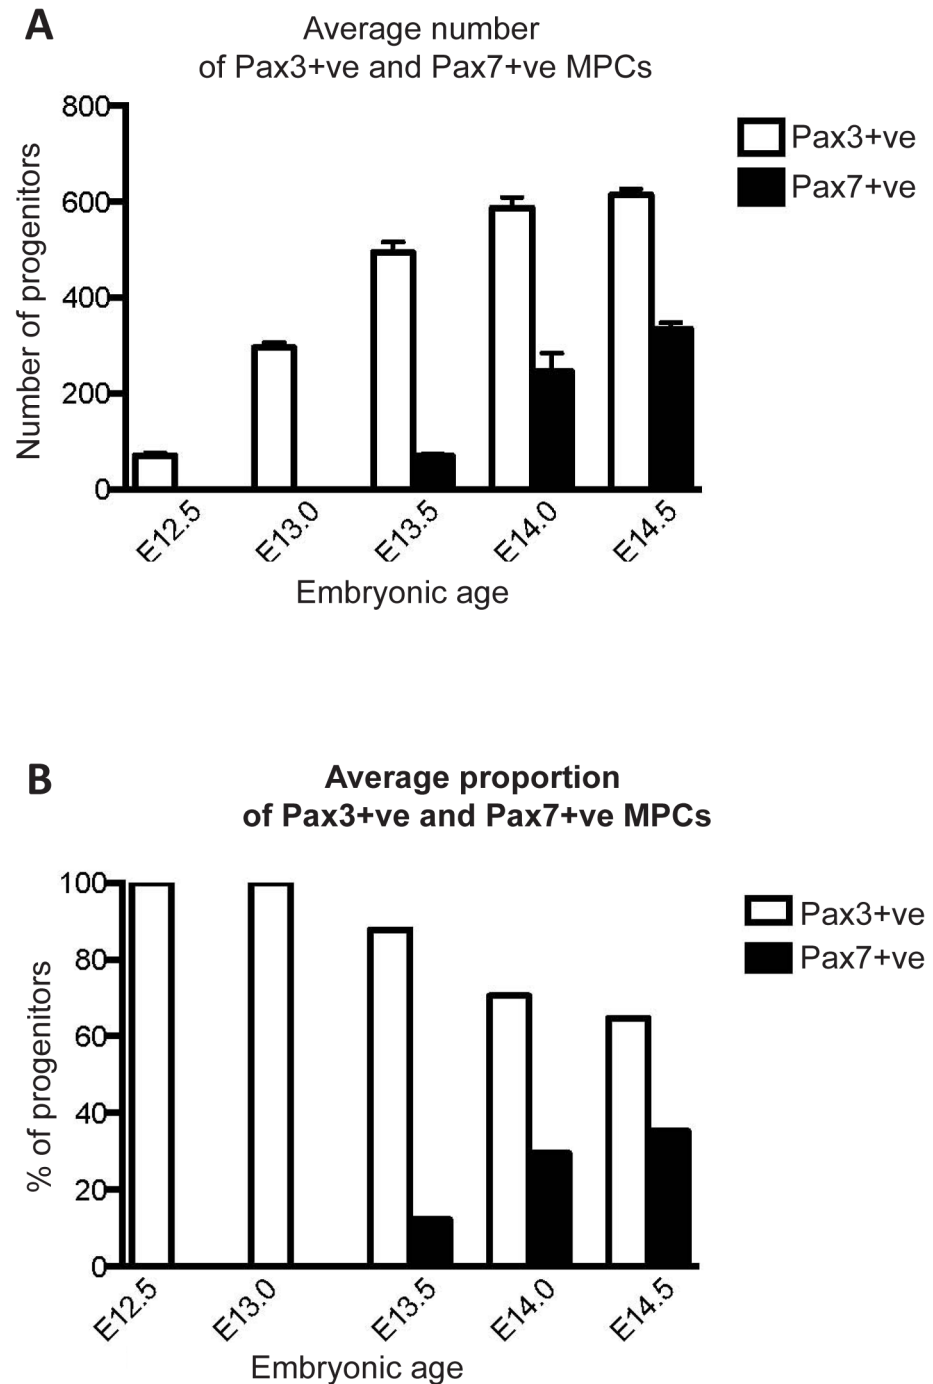 A
Average number
of Pax3+ve and Pax7+ve MPCs
800
600
400
200
0
Number of progenitors
Pax3+ve
Pax7+ve
E12.5
E13.0
E13.5
E14.0
E14.5
Embryonic age
B
Average proportion
of Pax3+ve and Pax7+ve MPCs
100
80
60
40
20
0
% of progenitors
Pax3+ve
Pax7+ve
E12.5
E13.0
E13.5
E14.0
E14.5
Embryonic age